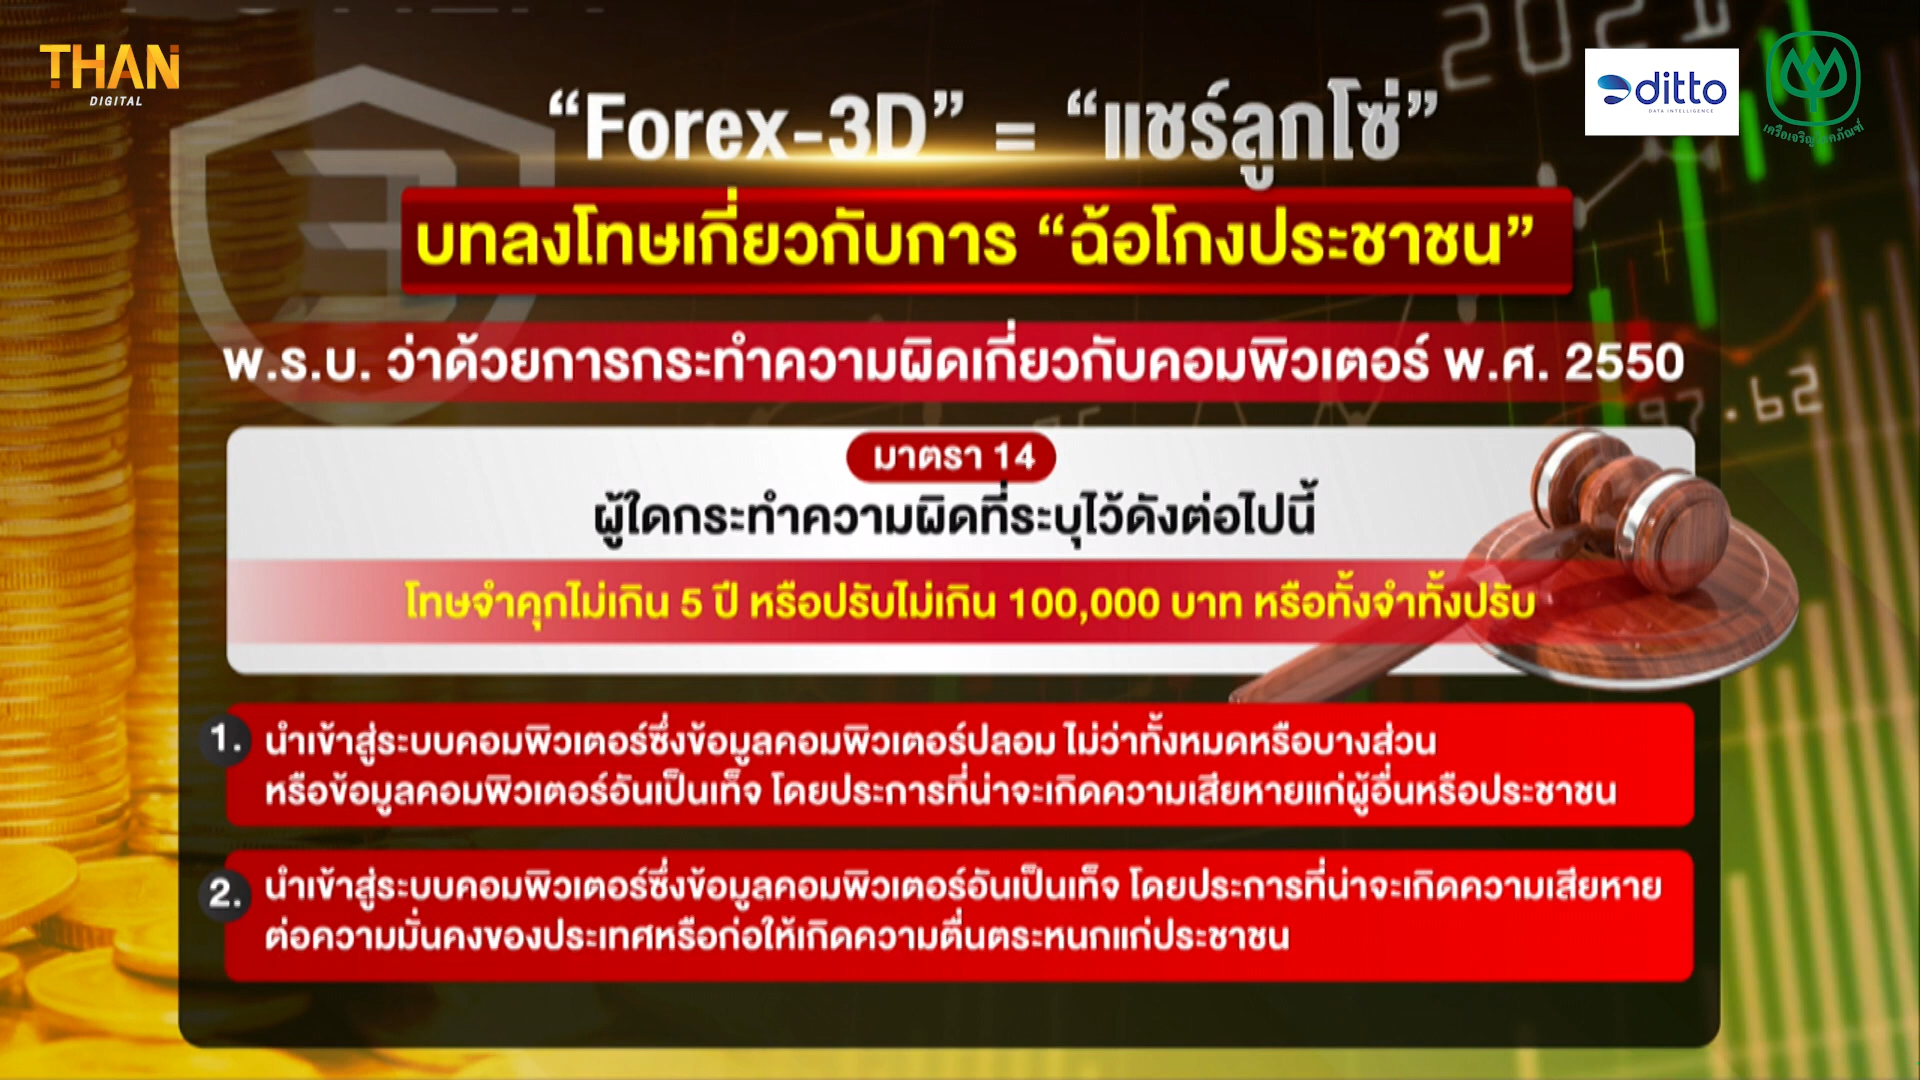 THAN
DIGITAL
ditto
DATA INTELLIGENCE
เครือเจริญโภคภัณฑ์
2021
“Forex-3D” = “แชร์ลูกโซ่”
บทลงโทษเกี่ยวกับการ “ฉ้อโกงประชาชน”
พ.ร.บ. ว่าด้วยการกระทำความผิดเกี่ยวกับคอมพิวเตอร์ พ.ศ. 2550
97.62
มาตรา 14
ผู้ใดกระทำความผิดที่ระบุไว้ดังต่อไปนี้
โทษจำคุกไม่เกิน 5 ปี หรือปรับไม่เกิน 100,000 บาท หรือทั้งจำทั้งปรับ
1. นำเข้าสู่ระบบคอมพิวเตอร์ซึ่งข้อมูลคอมพิวเตอร์ปลอม ไม่ว่าทั้งหมดหรือบางส่วน
หรือข้อมูลคอมพิวเตอร์อันเป็นเท็จ โดยประการที่น่าจะเกิดความเสียหายแก่ผู้อื่นหรือประชาชน
2. นำเข้าสู่ระบบคอมพิวเตอร์ซึ่งข้อมูลคอมพิวเตอร์อันเป็นเท็จ โดยประการที่น่าจะเกิดความเสียหาย
ต่อความมั่นคงของประเทศหรือก่อให้เกิดความตื่นตระหนกแก่ประชาชน